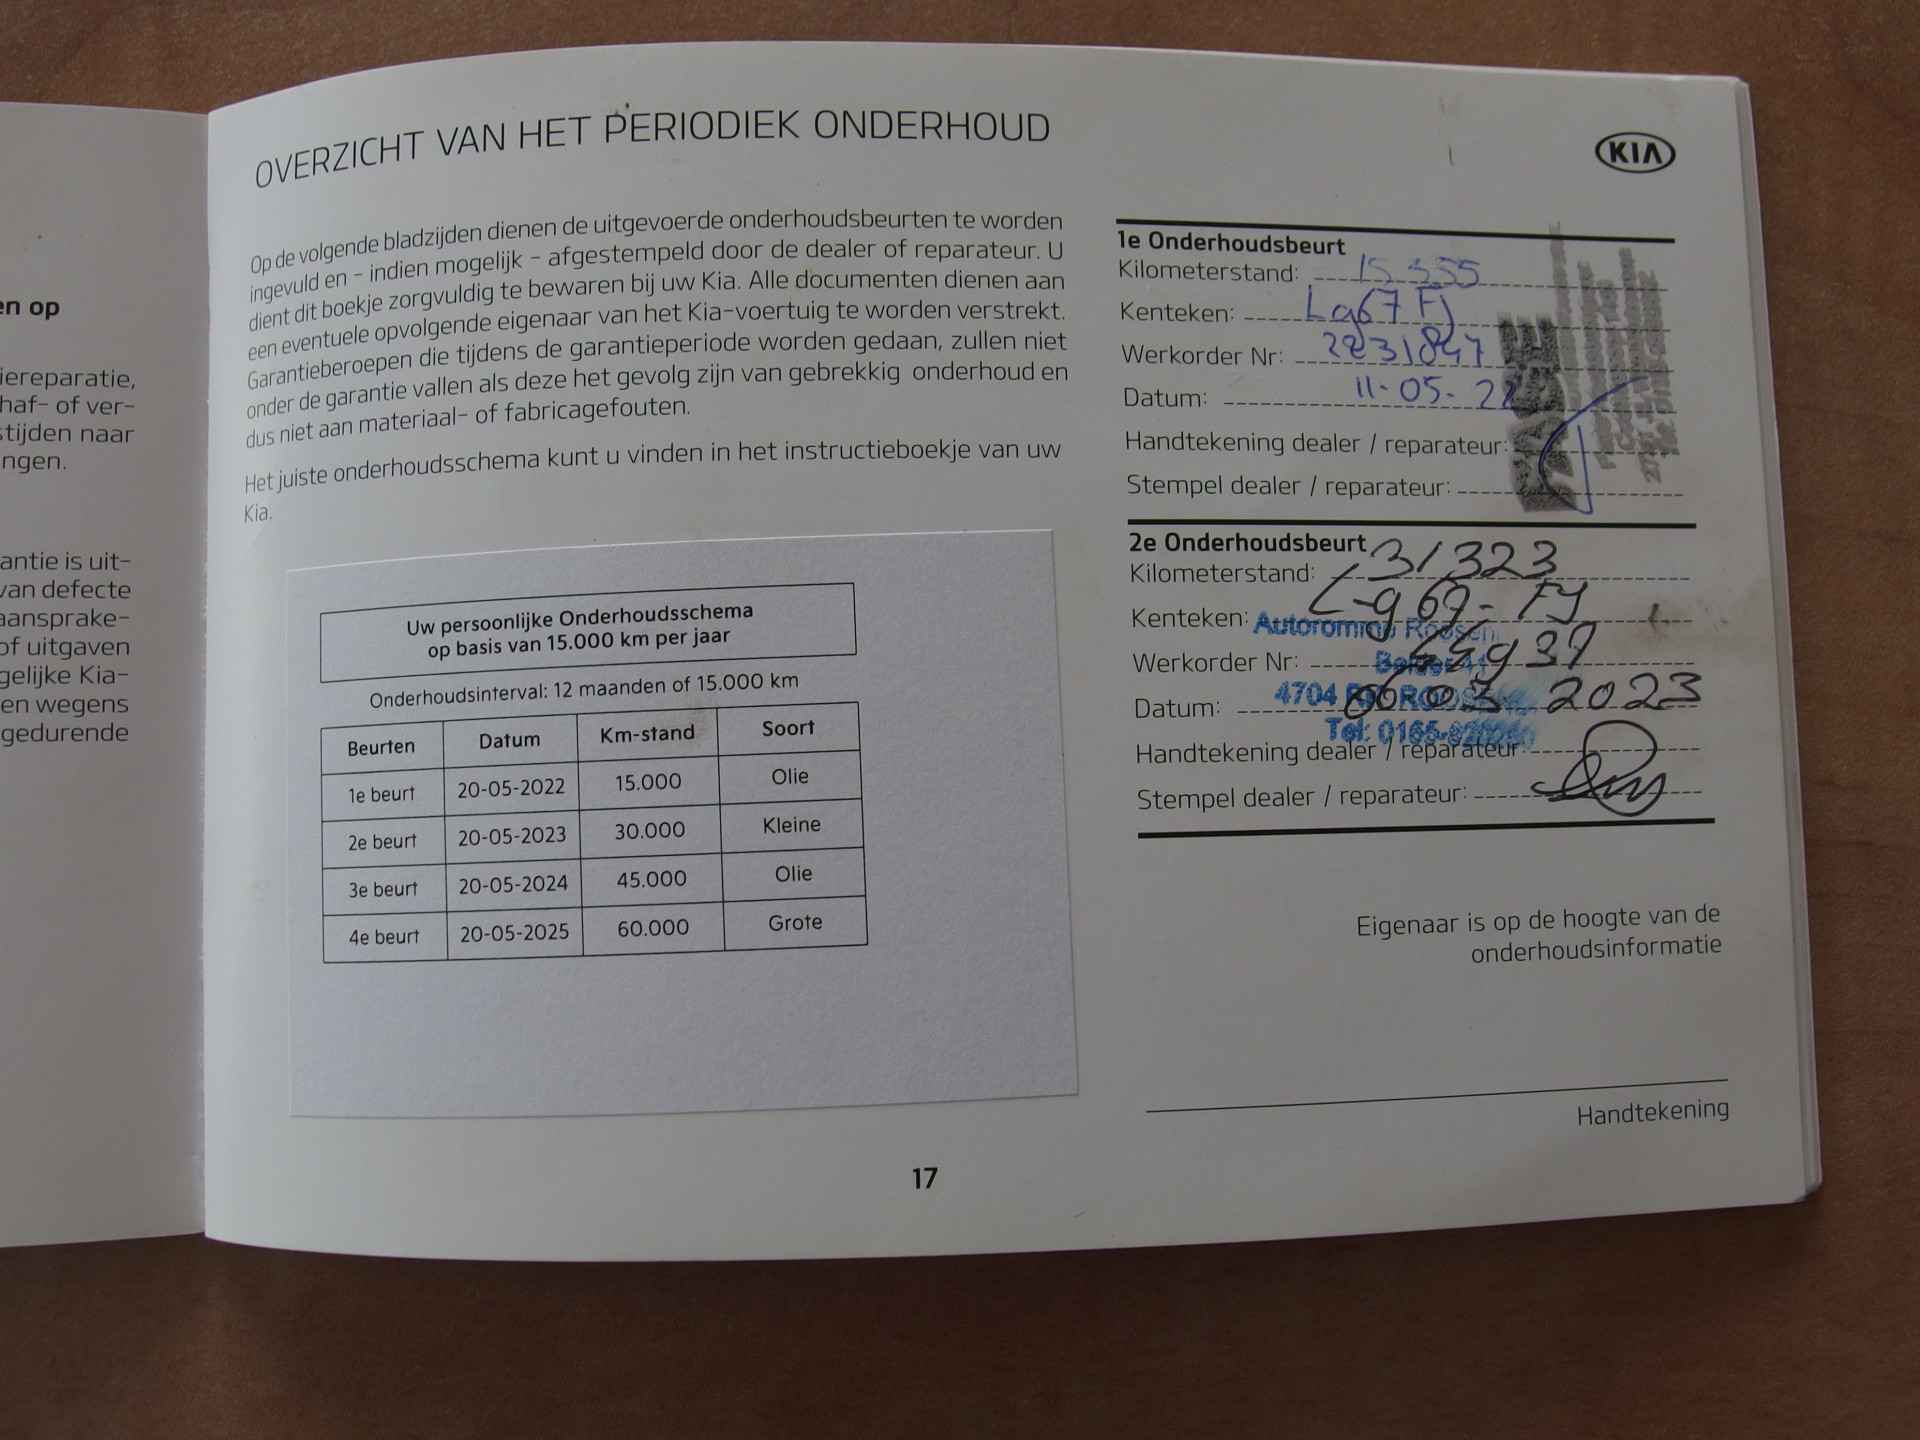 en op
iereparatie,
haf- of ver-
stijden naar
ngen.
antie is uit-
van defecte
aansprake-
of uitgaven
gelijke Kia-
en wegens
gedurende
OVERZICHT VAN HET PERIODIEK ONDERHOUD
Op de volgende bladzijden dienen de uitgevoerde onderhoudsbeurten te worden
ingevuld en - indien mogelijk - afgestempeld door de dealer of reparateur. U
dient dit boekje zorgvuldig te bewaren bij uw Kia. Alle documenten dienen aan
een eventuele opvolgende eigenaar van het Kia-voertuig te worden verstrekt.
Garantieberoepen die tijdens de garantieperiode worden gedaan, zullen niet
onder de garantie vallen als deze het gevolg zijn van gebrekkig onderhoud en
dus niet aan materiaal- of fabricagefouten.
Het juiste onderhoudsschema kunt u vinden in het instructieboekje van uw
Kia.
Uw persoonlijke Onderhoudsschema
op basis van 15.000 km per jaar
Onderhoudsinterval: 12 maanden of 15.000 km
Beurten Datum Km-stand Soort
1e beurt 20-05-2022 15.000 Olie
2e beurt 20-05-2023 30.000 Kleine
3e beurt 20-05-2024 45.000 Olie
4e beurt 20-05-2025 60.000 Grote
17
KIA
1e Onderhoudsbeurt
Kilometerstand: 15.355
Kenteken:
Werkorder Nr: 2231847
Datum: 11-05-22
Handtekening dealer / reparateur:
Stempel dealer / reparateur:
2e Onderhoudsbeurt
Kilometerstand: 31323
Kenteken:
Autorommo Roosen
Werkorder Nr:
4704
Datum: 2023
Tel: 0165-
Handtekening dealer / reparateur
Stempel dealer / reparateur:
Eigenaar is op de hoogte van de
onderhoudsinformatie
Handtekening